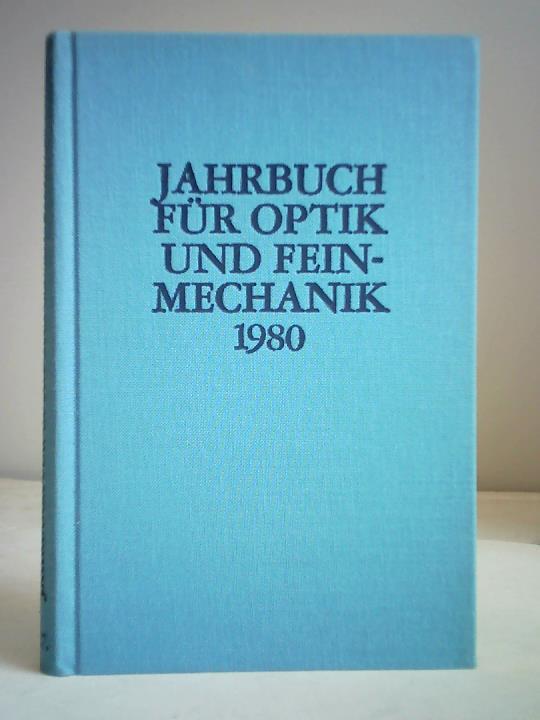 JAHRBUCH
FÜR OPTIK
UND FEIN-
MECHANIK
1980